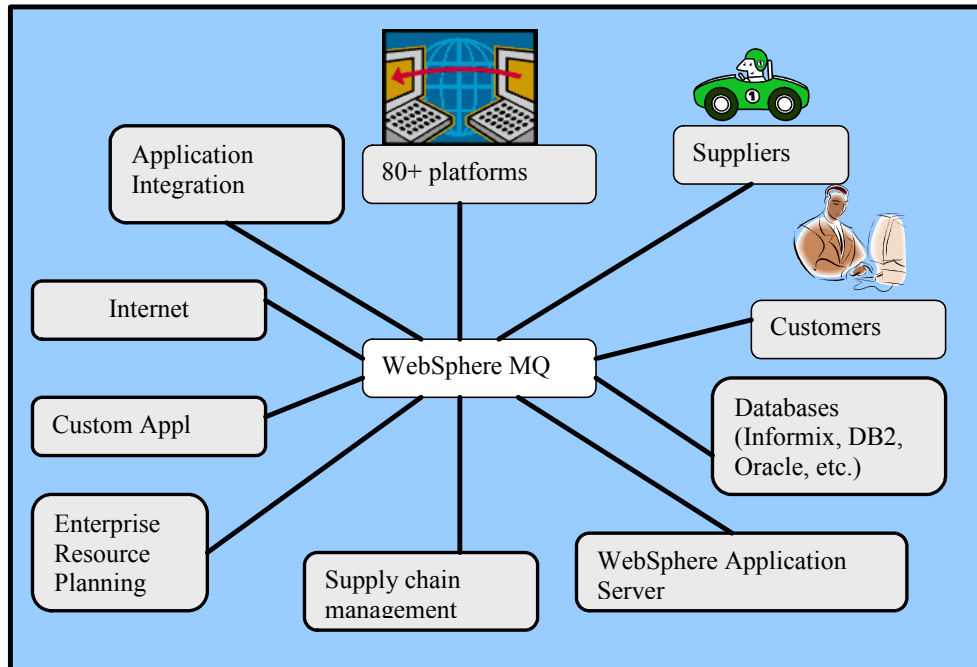 80+ platforms
Suppliers
Application
Integration
1
Internet
Customers
WebSphere MQ
Custom Appl
Databases
(Informix, DB2,
Oracle, etc.)
Enterprise
Resource
Planning
Supply chain
management
WebSphere Application
Server